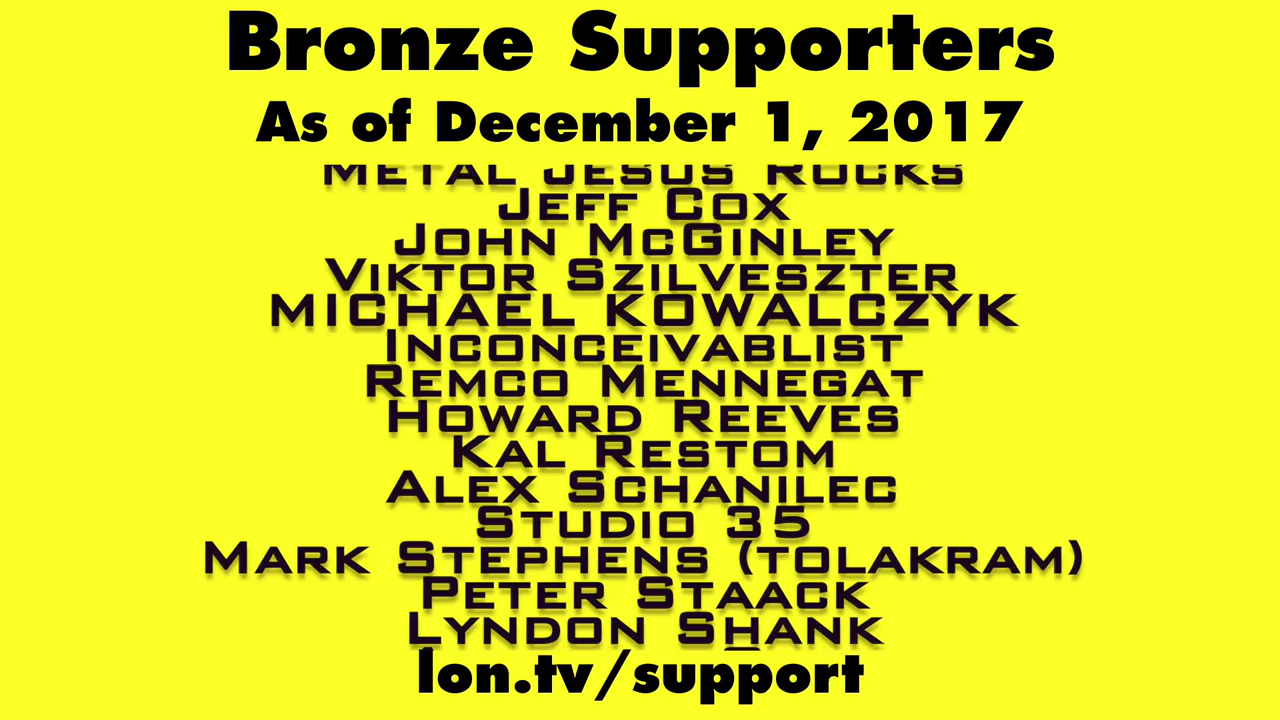 Bronze Supporters
As of December 1, 2017
METAL JESUS ROCKS
JEFF COX
JOHN MCGINLEY
VIKTOR SZILVESZTER
MICHAEL KOWALCZYK
INCONCEIVABLIST
REMCO MENNEGAT
HOWARD REEVES
KAL RESTOM
ALEX SCHANILEC
STUDIO 35
MARK STEPHENS (TOLAKRAM)
PETER STAACK
LYNDON SHANK
lon.tv/support